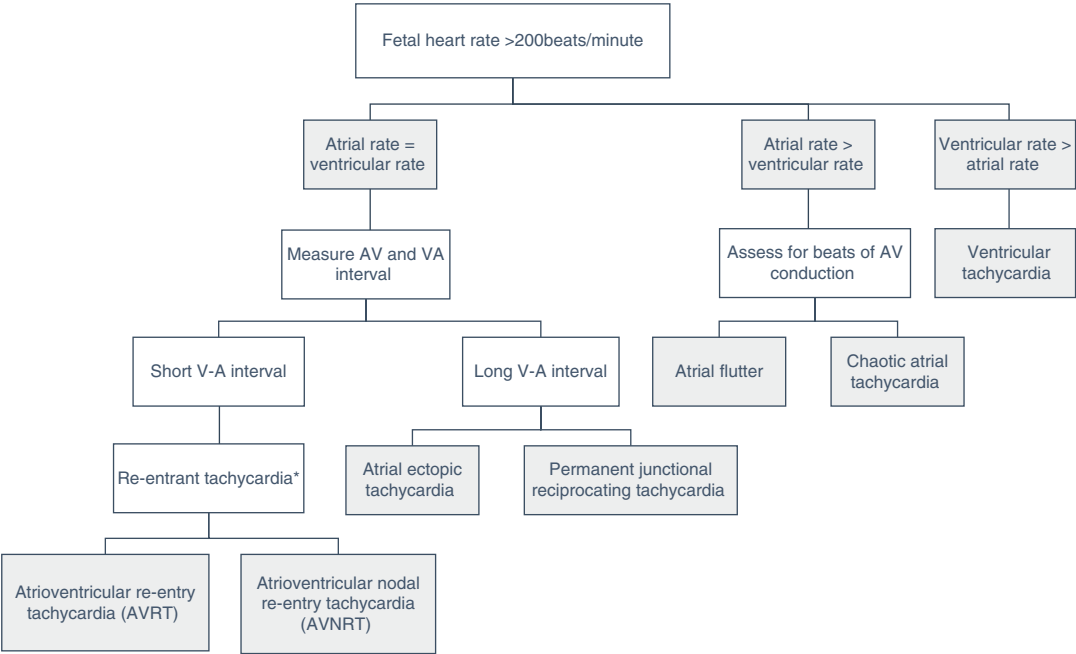 Fetal heart rate >200beats/minute
Atrial rate =
ventricular rate
Atrial rate >
ventricular rate
Ventricular rate >
atrial rate
Measure AV and VA
interval
Assess for beats of AV
conduction
Ventricular
tachycardia
Short V-A interval
Long V-A interval
Atrial flutter
Chaotic atrial
tachycardia
Re-entrant tachycardia*
Atrial ectopic
tachycardia
Permanent junctional
reciprocating tachycardia
Atrioventricular re-entry
tachycardia (AVRT)
Atrioventricular nodal
re-entry tachycardia
(AVNRT)